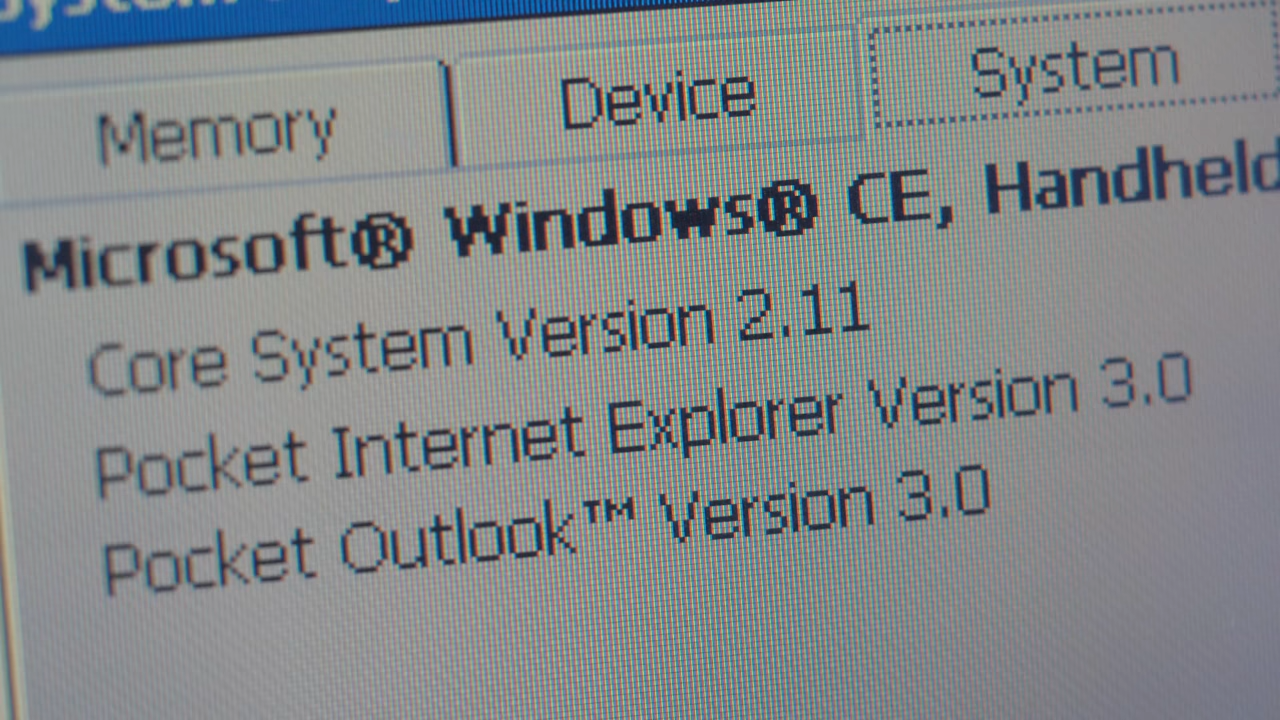 System
Memory Device System
Microsoft® Windows® CE, Handheld
Core System Version 2.11
Pocket Internet Explorer Version 3.0
Pocket Outlook™ Version 3.0